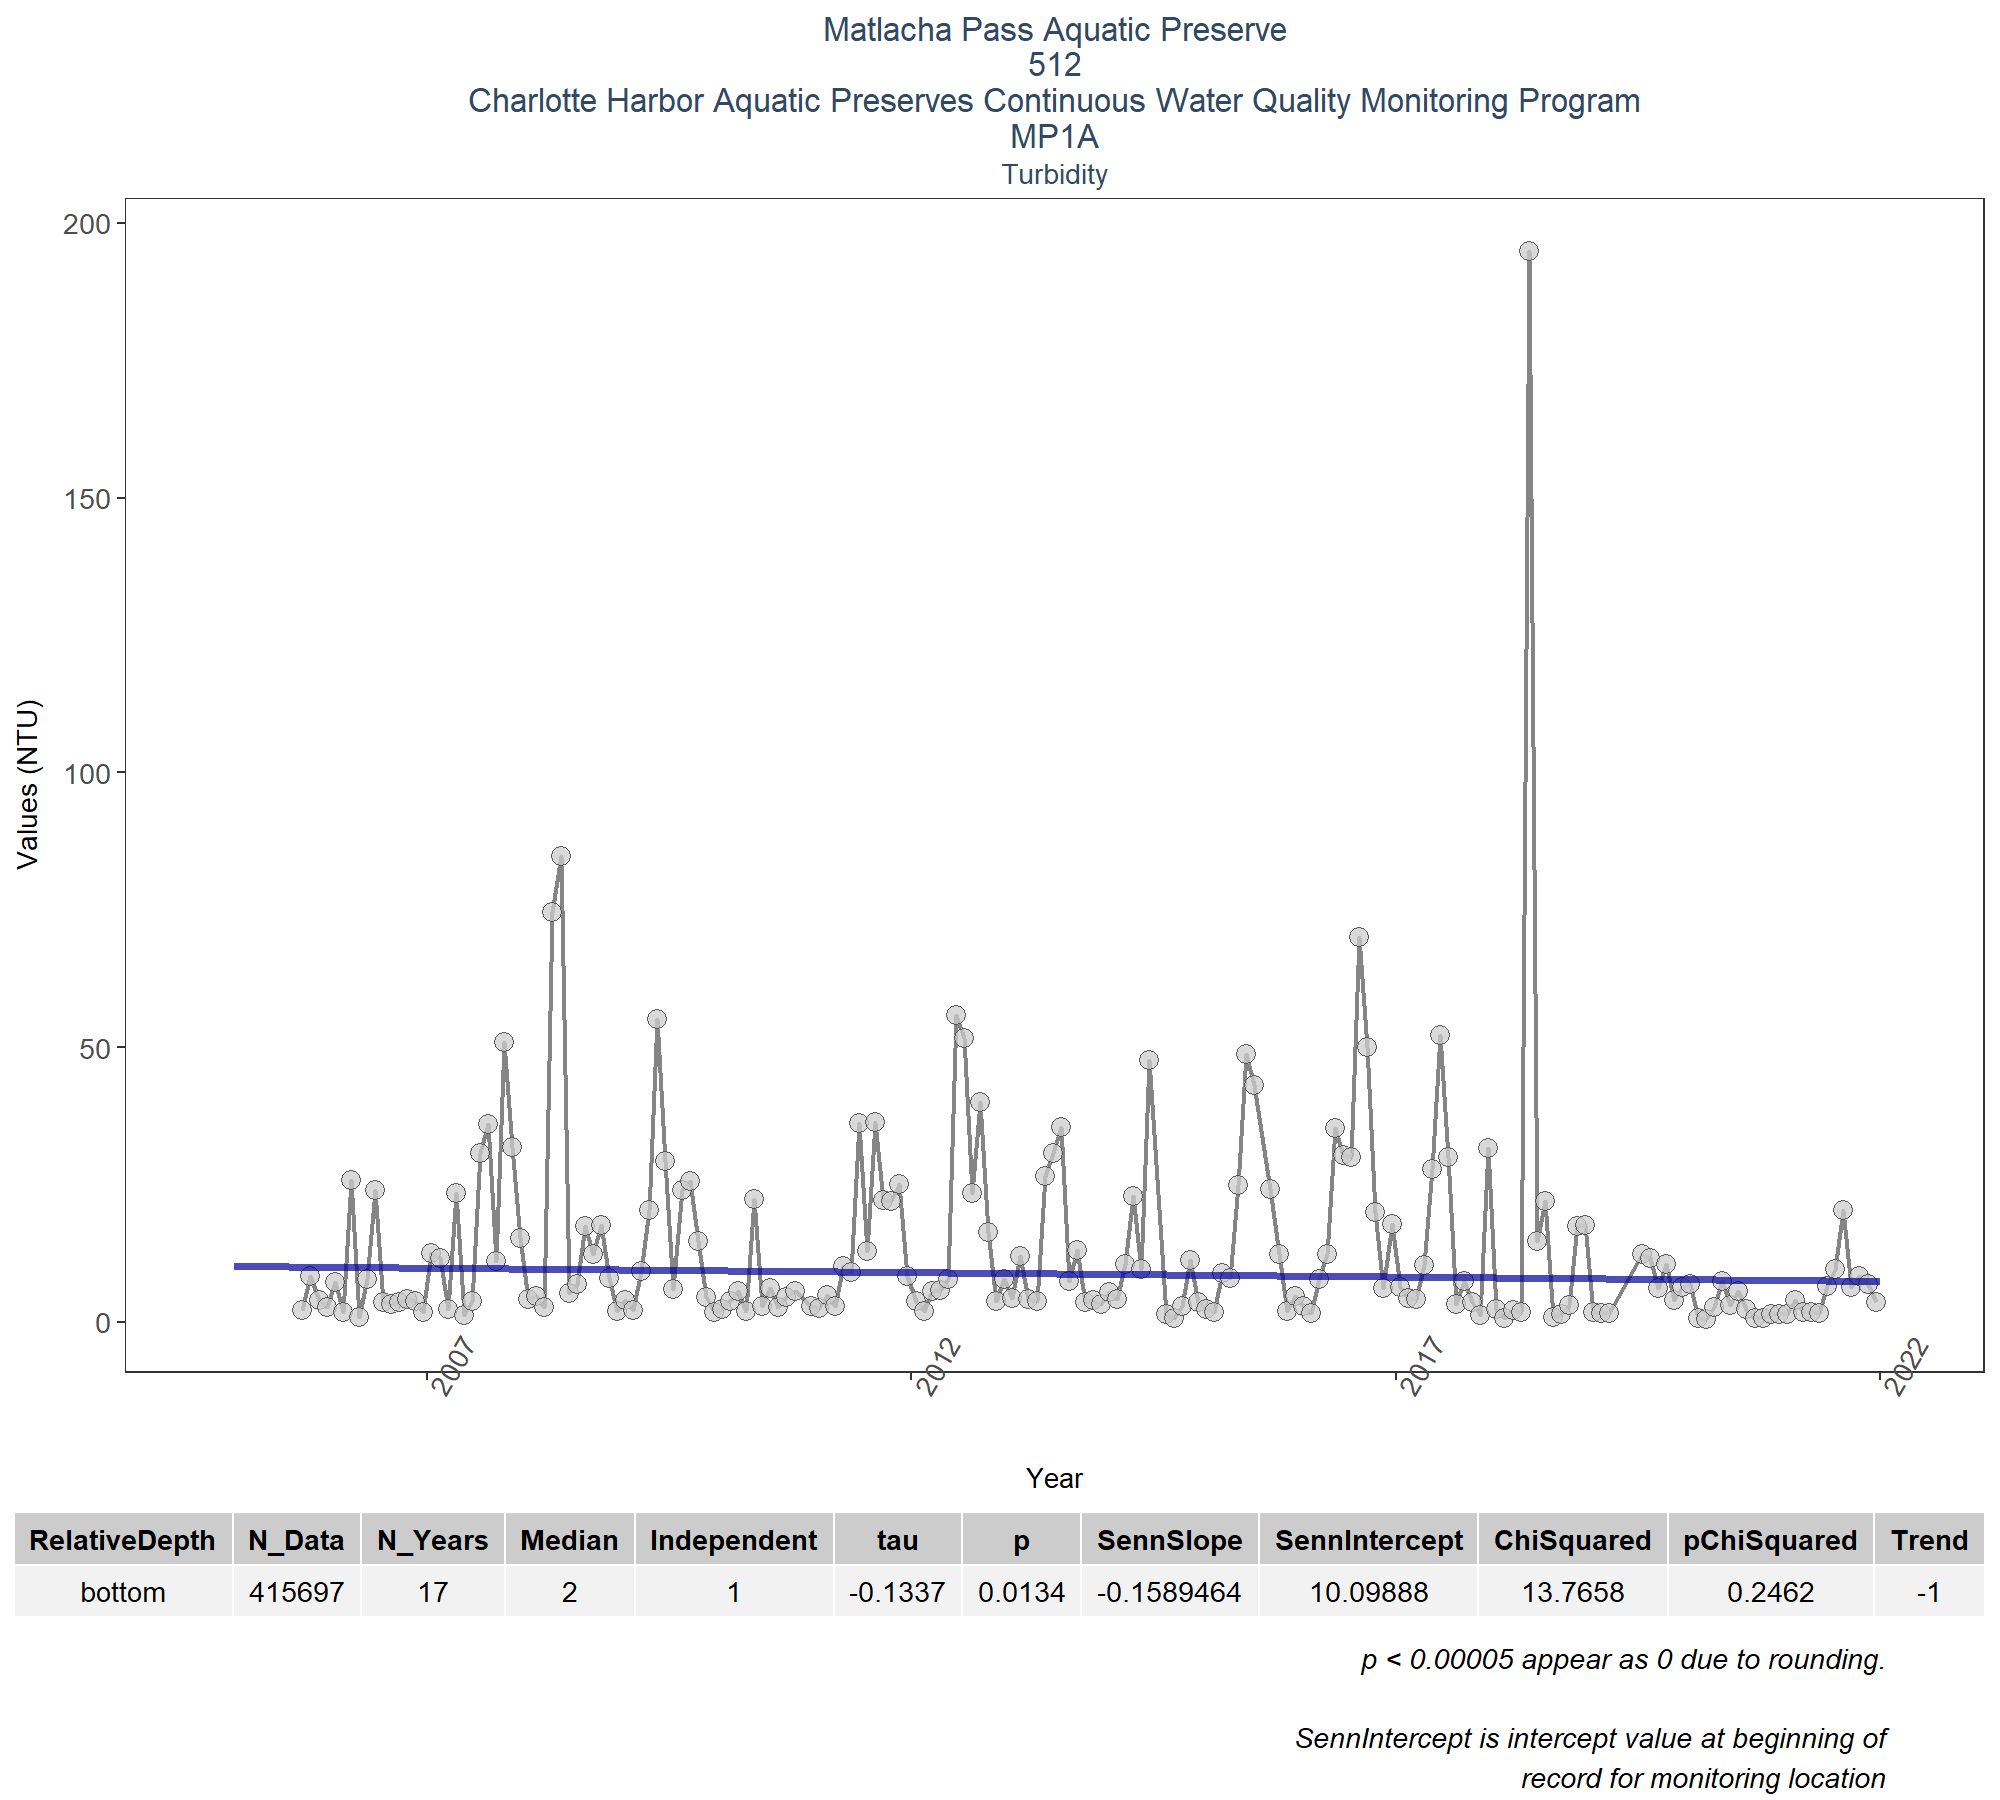 Matlacha Pass Aquatic Preserve
512
Charlotte Harbor Aquatic Preserves Continuous Water Quality Monitoring Program
MP1A
Turbidity
200
150
100
50
0
Values (NTU)
2007
2012
2017
2022
Year
RelativeDepth N_Data N_Years Median Independent tau p SennSlope SennIntercept ChiSquared pChiSquared Trend
bottom 415697 17 2 1 -0.1337 0.0134 -0.1589464 10.09888 13.7658 0.2462 -1
p < 0.00005 appear as 0 due to rounding.
SennIntercept is intercept value at beginning of
record for monitoring location